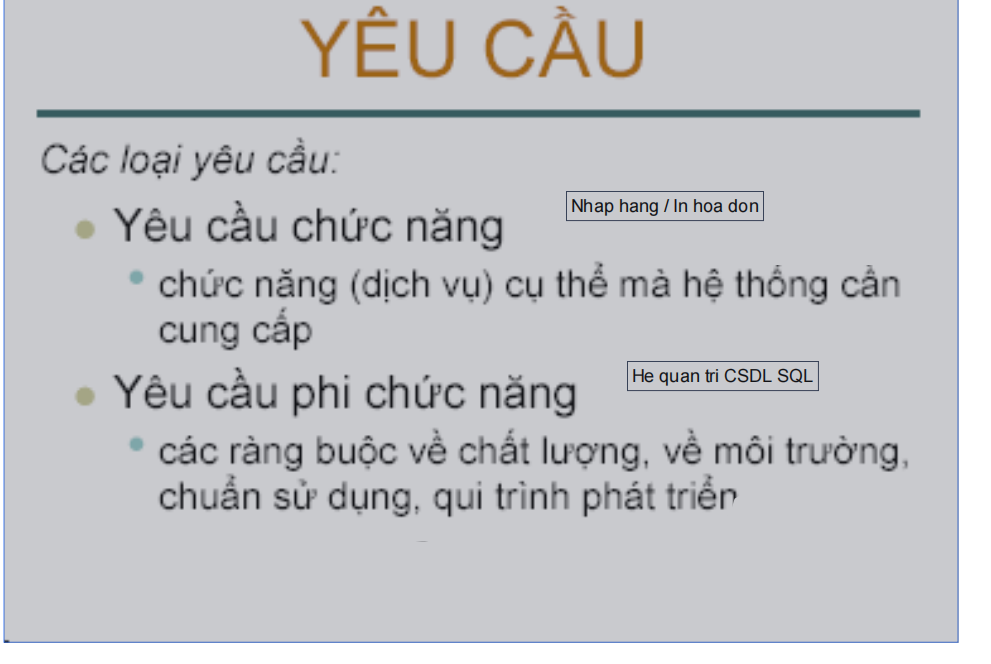 YÊU CẦU
Các loại yêu cầu:
Yêu cầu chức năng
Nhap hang / In hoa don
chức năng (dịch vụ) cụ thể mà hệ thống cần
cung cấp
Yêu cầu phi chức năng
He quan tri CSDL SQL
các ràng buộc về chất lượng, về môi trường,
chuẩn sử dụng, qui trình phát triển